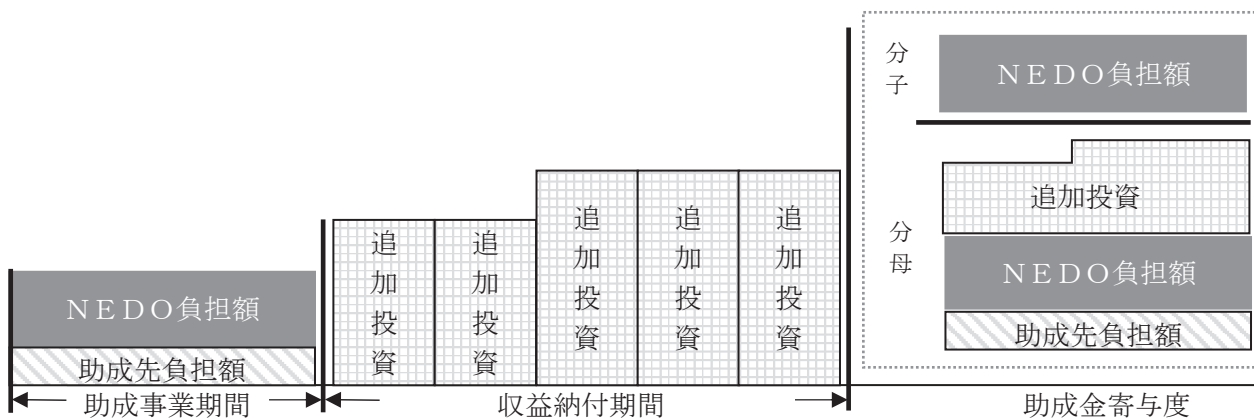 NEDO負担額
助成先負担額
助成事業期間
追加投資
追加投資
追加投資
追加投資
追加投資
収益納付期間
分子
NEDO負担額
分母
追加投資
NEDO負担額
助成先負担額
助成金寄与度